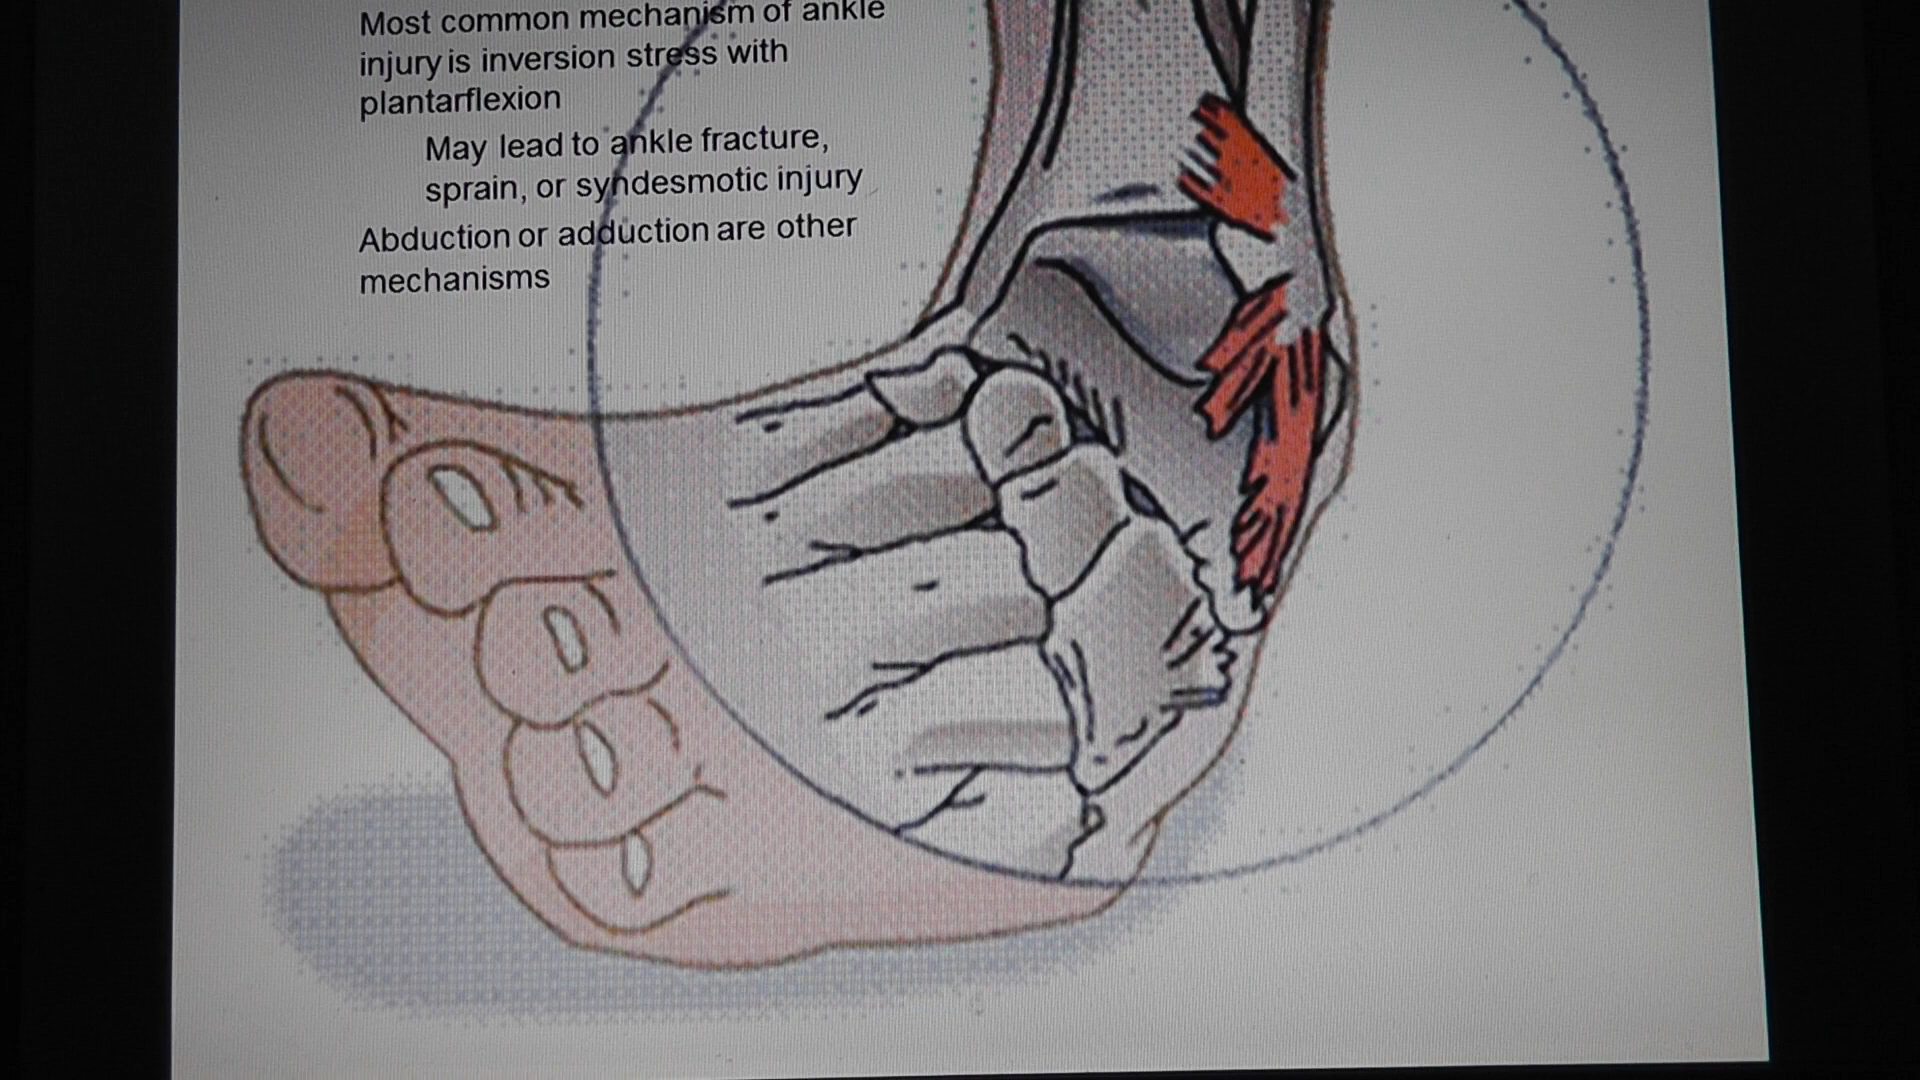 Most common mechanism of ankle
injury is inversion stress with
plantarflexion
May lead to ankle fracture,
sprain, or syndesmotic injury
Abduction or adduction are other
mechanisms